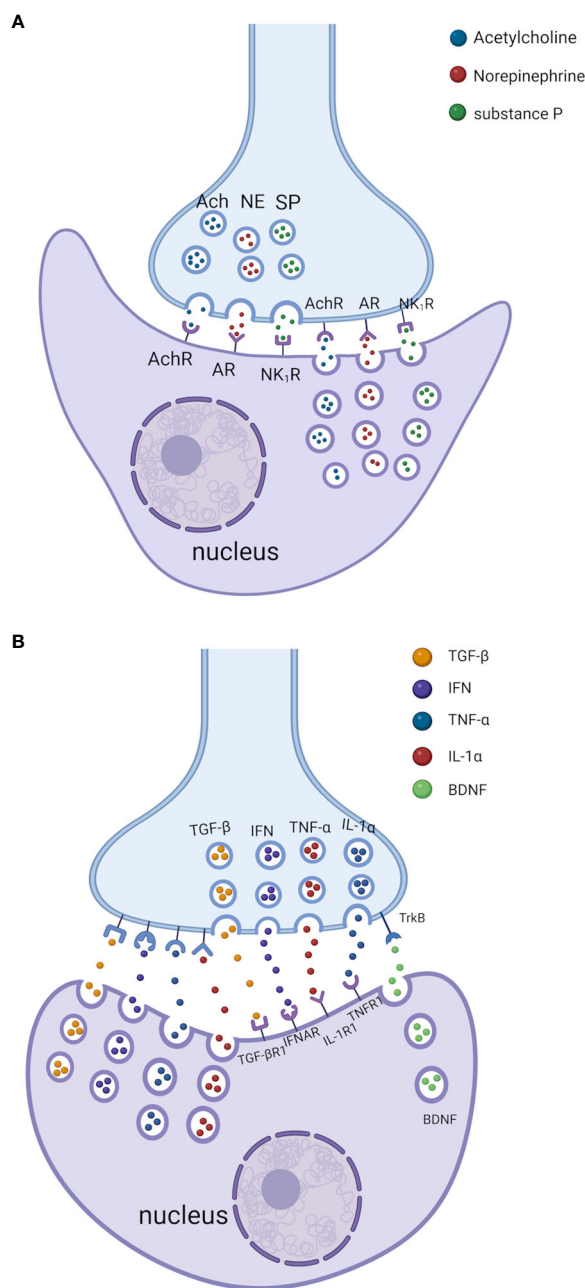 A
Acetylcholine
Norepinephrine
substance P
Ach NE SP
AchR AR NK₁R
AchR AR NK₁R
nucleus
B
TGF-β
IFN
TNF-α
IL-1α
BDNF
TGF-β IFN TNF-α IL-1α
TrkB
TGF-βR1 IFNAR IL-1R1 TNFR1
BDNF
nucleus